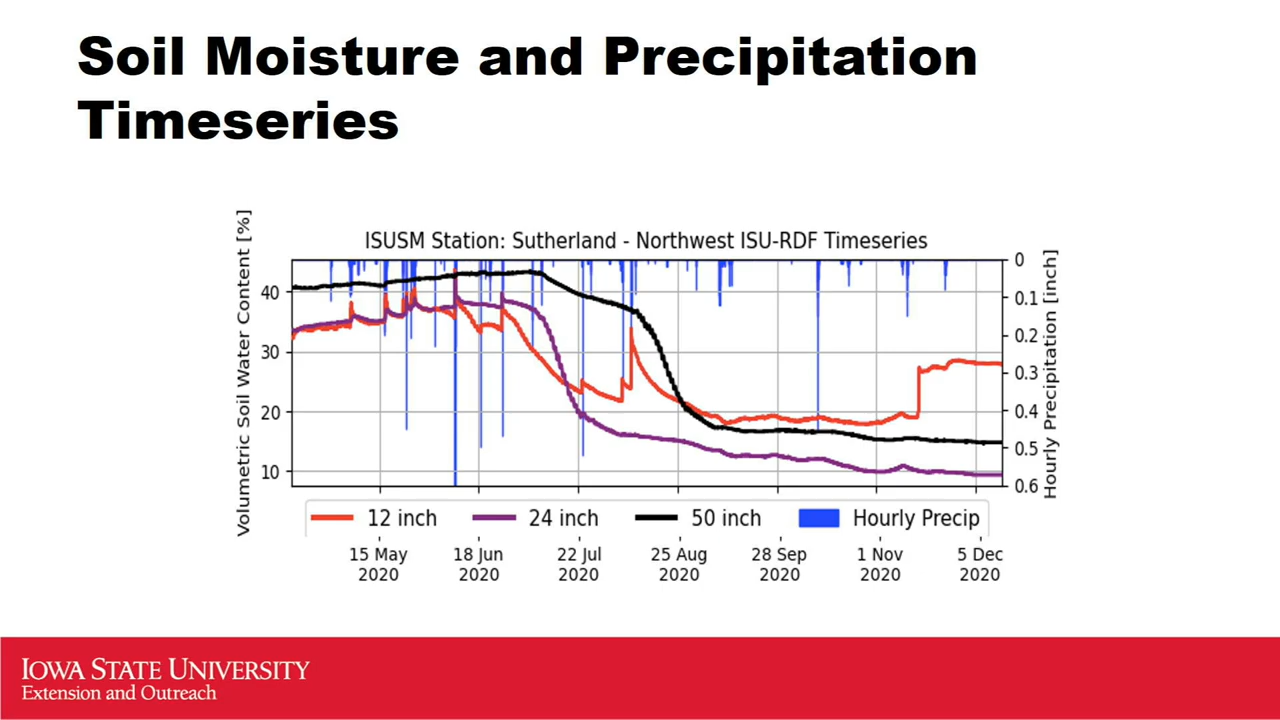 Soil Moisture and Precipitation
Timeseries
ISUSM Station: Sutherland - Northwest ISU-RDF Timeseries
Volumetric Soil Water Content [%]
40
30
20
10
0
0.1
0.2
0.3
0.4
0.5
0.6
Hourly Precipitation [inch]
12 inch 24 inch 50 inch Hourly Precip
15 May 18 Jun 22 Jul 25 Aug 28 Sep 1 Nov 5 Dec
2020 2020 2020 2020 2020 2020 2020
IOWA STATE UNIVERSITY
Extension and Outreach